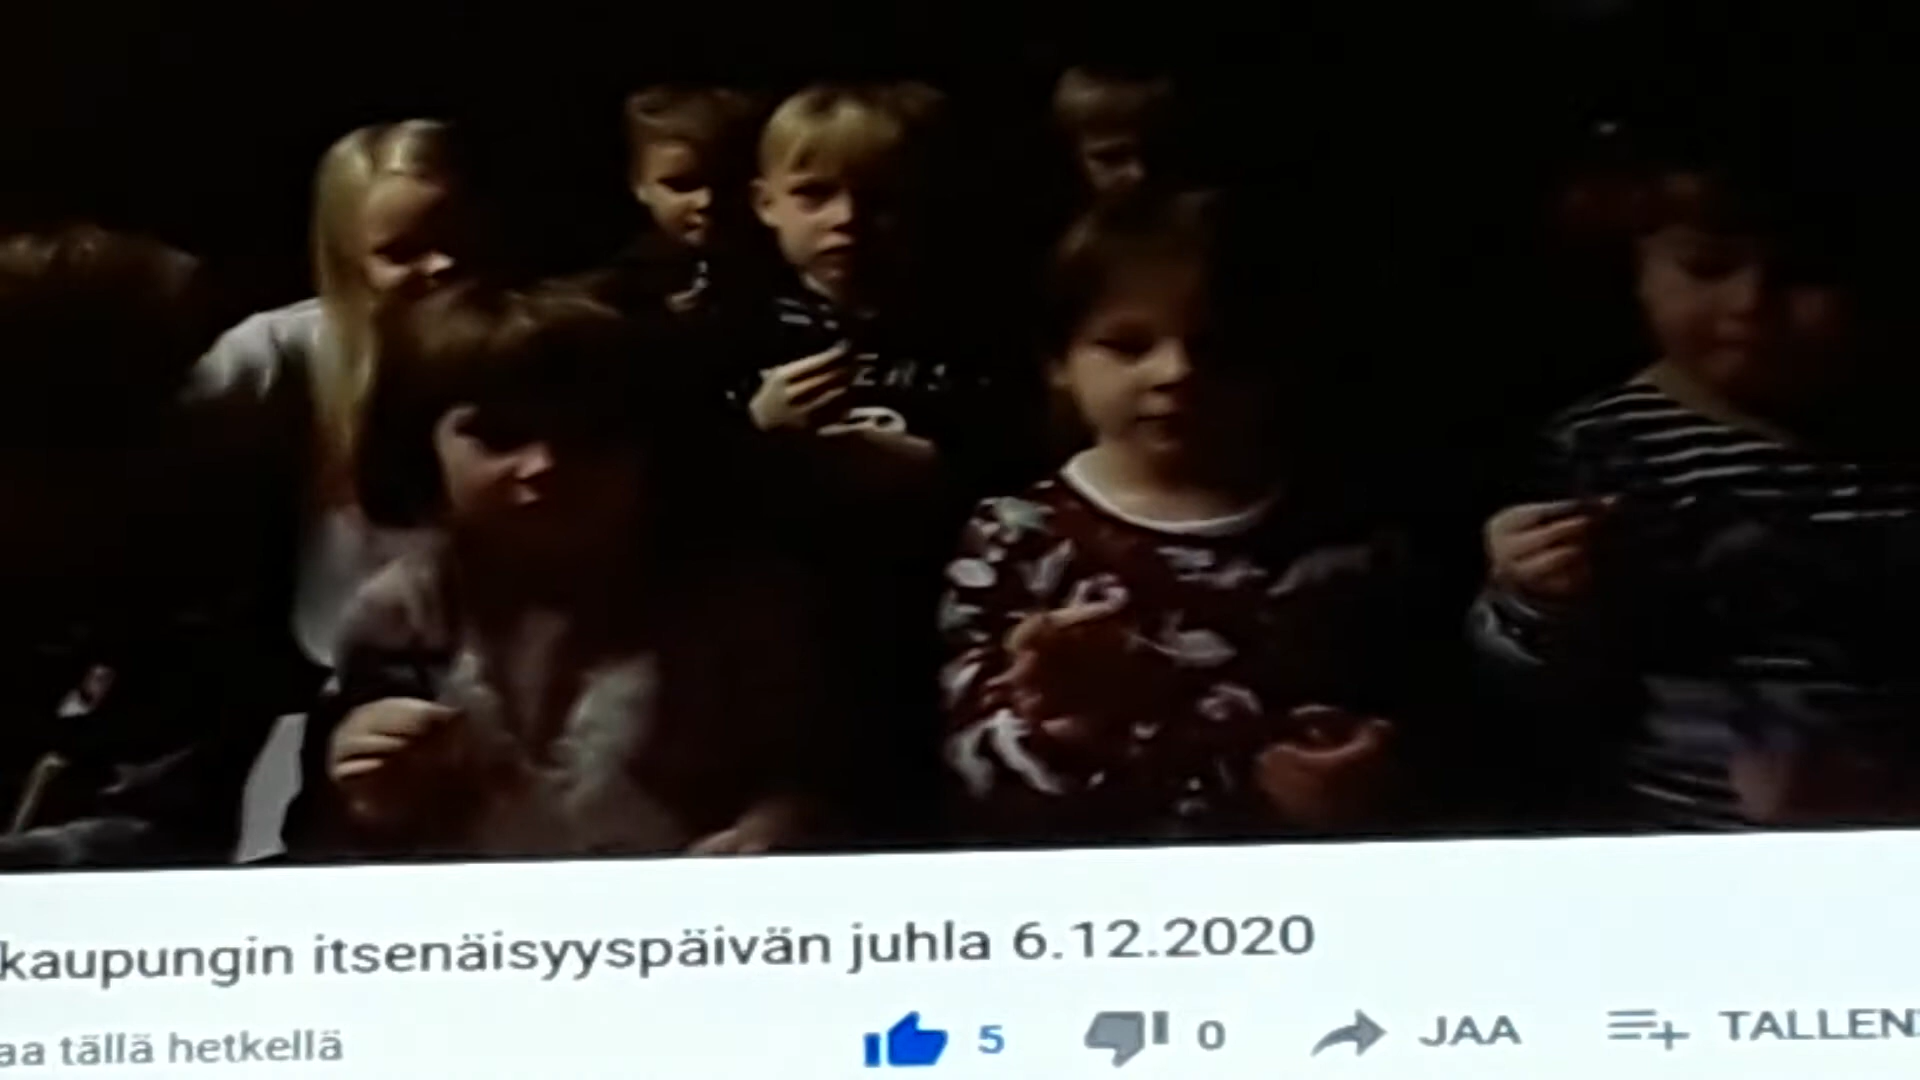 kaupungin itsenäisyyspäivän juhla 6.12.2020
aa tällä hetkellä
5
0
JAA
TALLEN